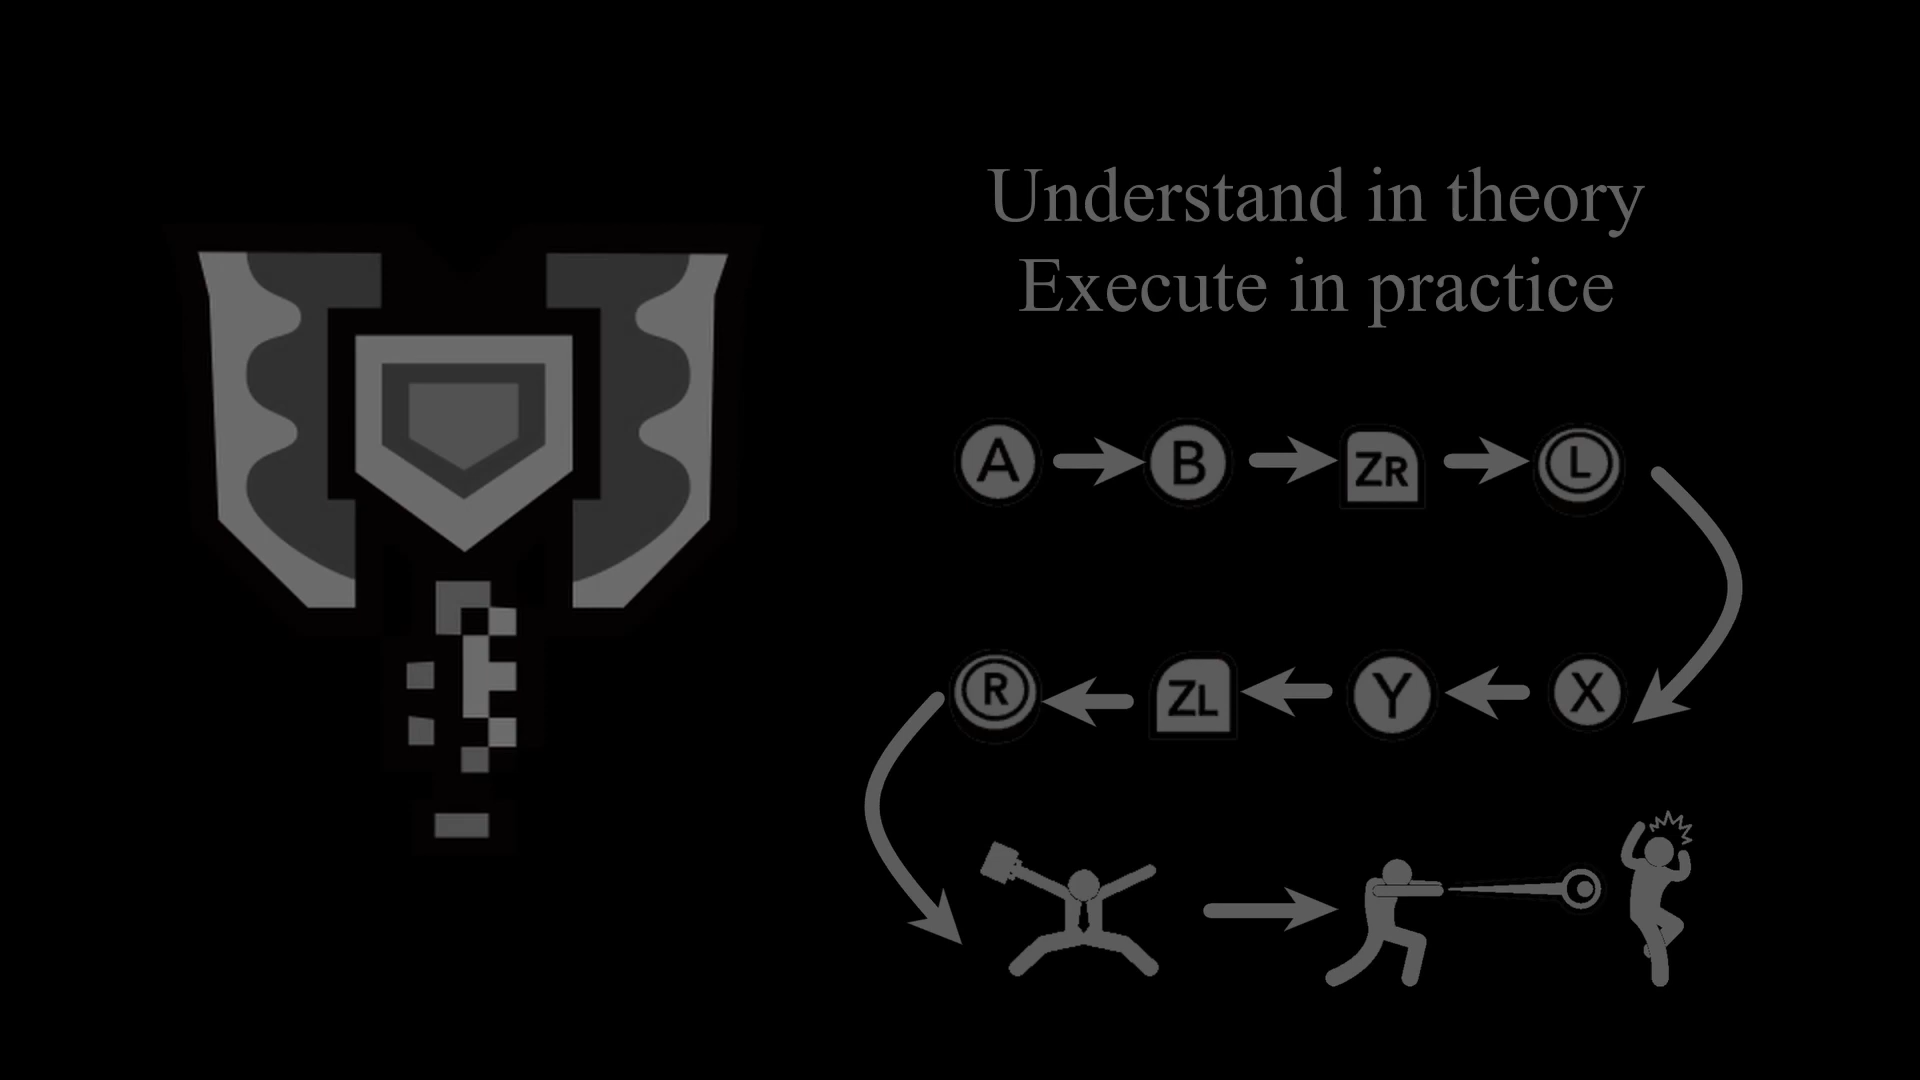 Understand in theory
Execute in practice
A B ZR L
R ZL Y X